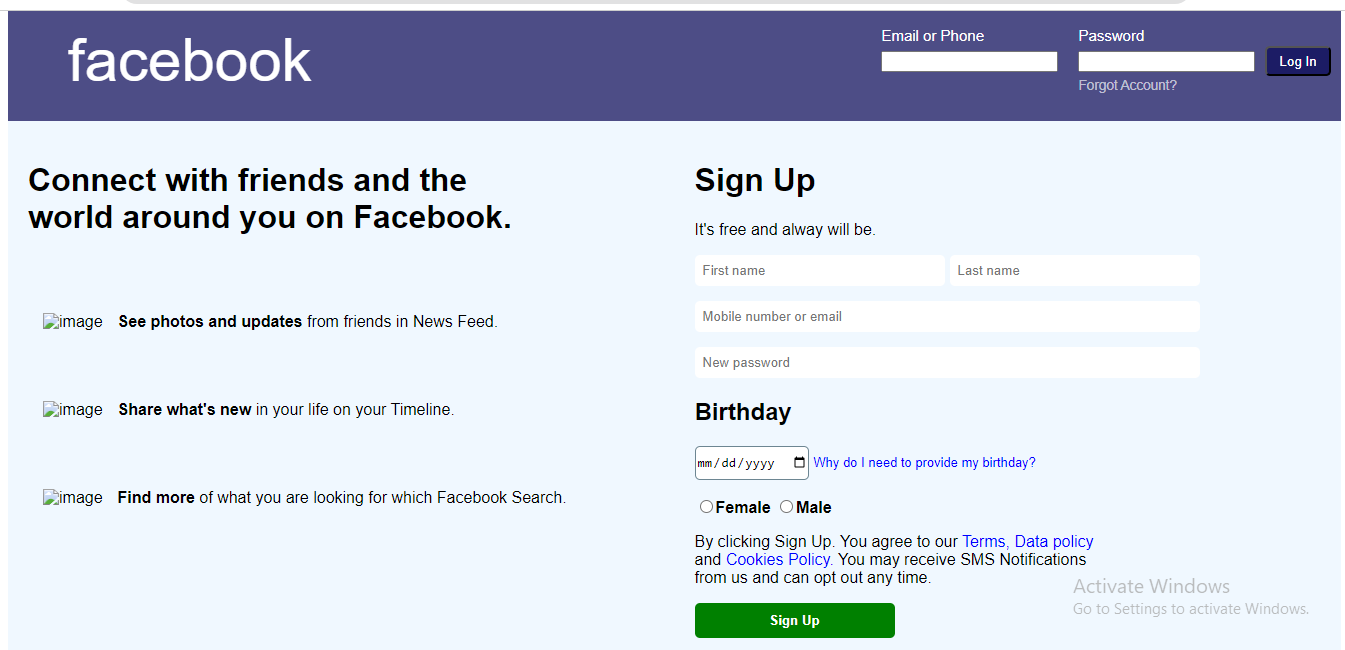 facebook
Email or Phone
Password
Log In
Forgot Account?
Connect with friends and the
world around you on Facebook.
image See photos and updates from friends in News Feed.
image Share what's new in your life on your Timeline.
image Find more of what you are looking for which Facebook Search.
Sign Up
It's free and alway will be.
First name
Last name
Mobile number or email
New password
Birthday
mm/dd/yyyy Why do I need to provide my birthday?
Female Male
By clicking Sign Up. You agree to our Terms, Data policy
and Cookies Policy. You may receive SMS Notifications
from us and can opt out any time.
Sign Up
Activate Windows
Go to Settings to activate Windows.